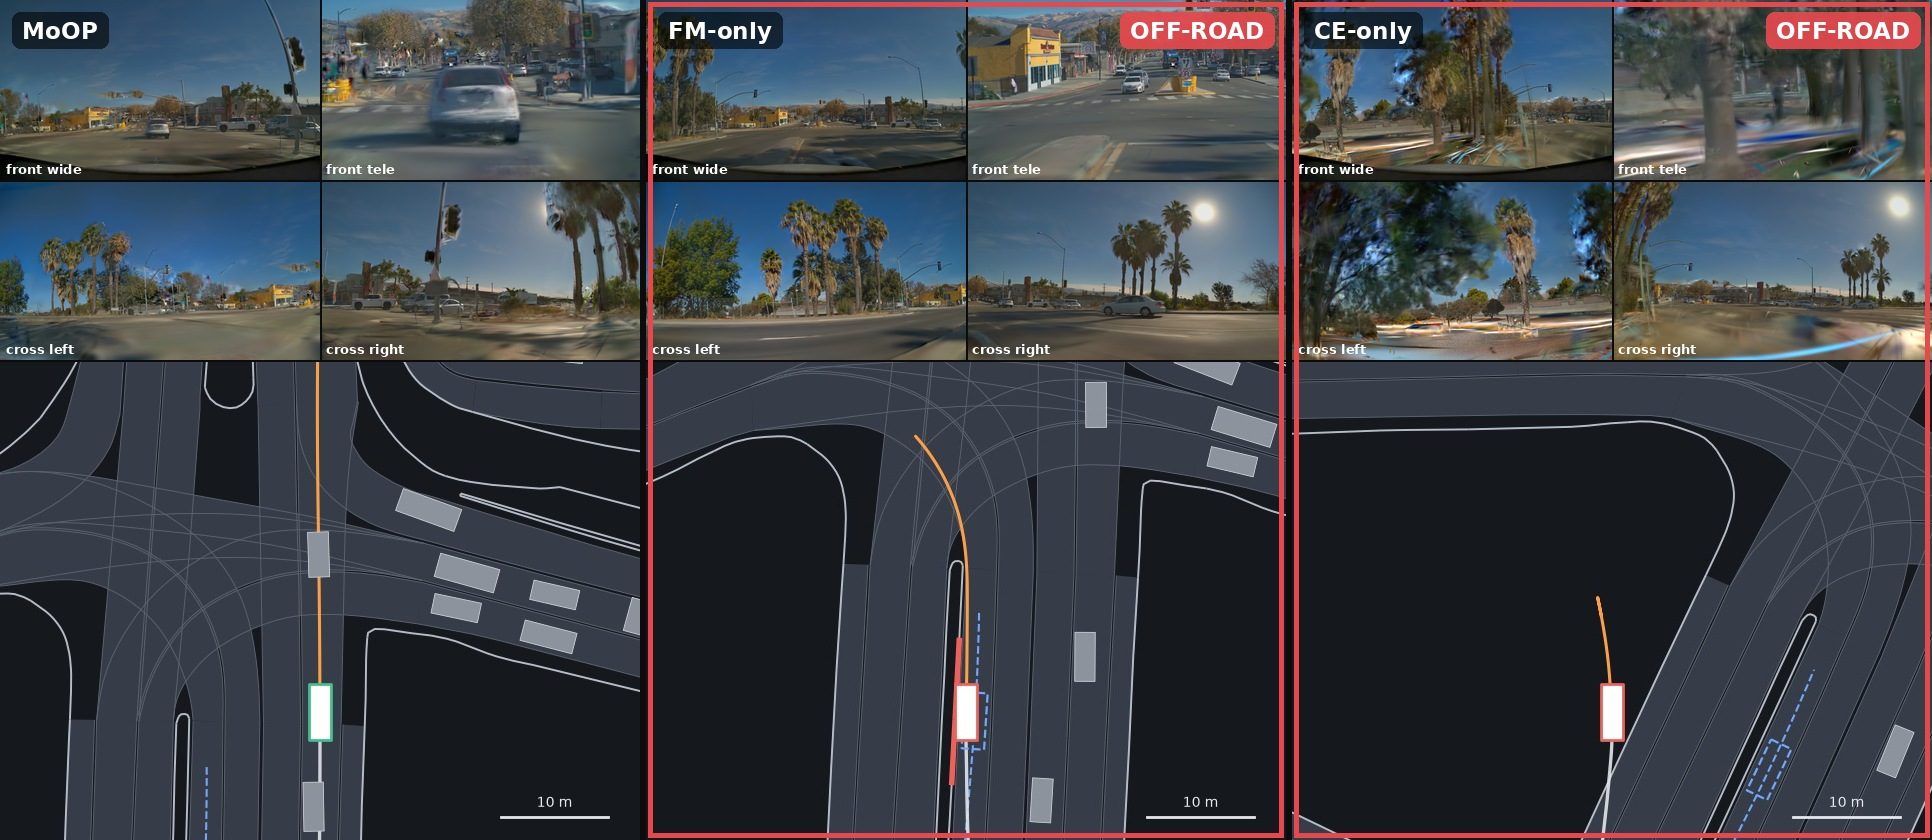 MoOP
front wide
front tele
cross left
cross right
10 m
FM-only
OFF-ROAD
front wide
front tele
cross left
cross right
10 m
CE-only
OFF-ROAD
front wide
front tele
cross left
cross right
10 m